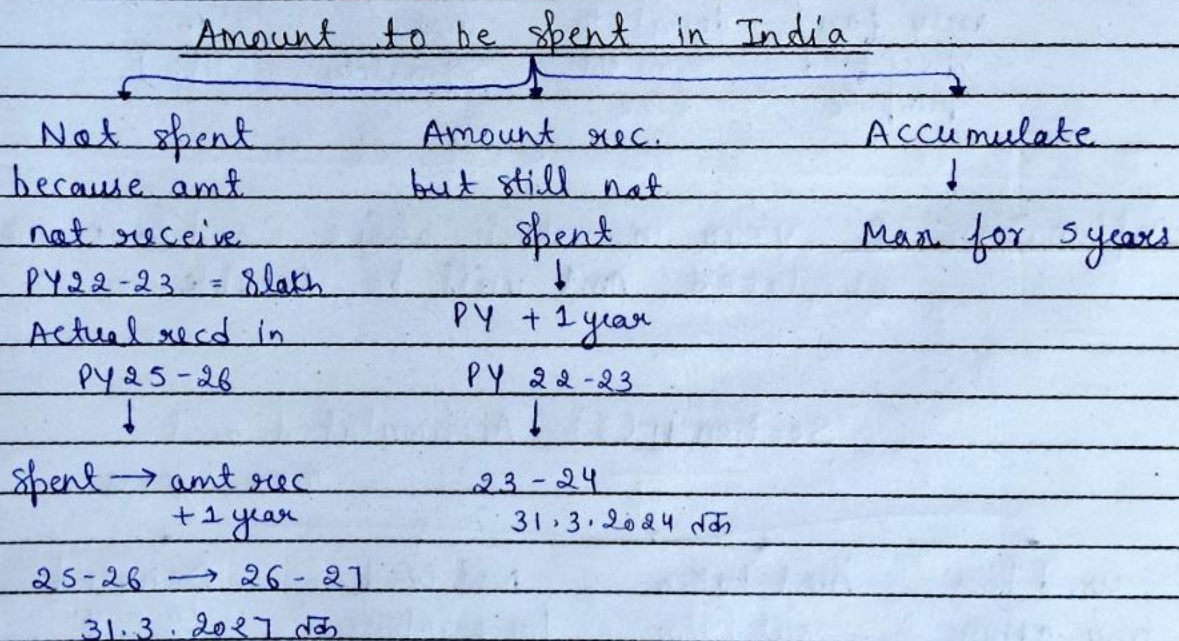 Amount to be spent in India
Not spent
because amt
not receive
PY22-23 = 8lakh
Actual recd in
PY25-26
↓
spent → amt rec
+1 year
25-26 → 26-27
31.3.2027 तक
Amount rec.
but still not
spent
↓
PY + 1 year
PY 22-23
↓
23-24
31.3.2024 तक
Accumulate
↓
Max for 5 years